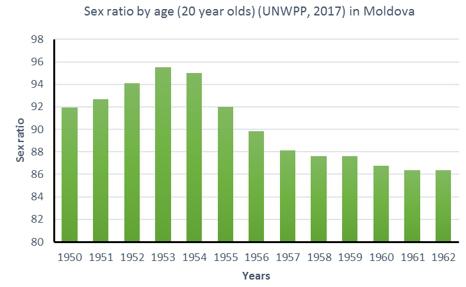 Sex ratio by age (20 year olds) (UNWPP, 2017) in Moldova
98
96
94
92
90
88
86
84
82
80
Sex ratio
1950 1951 1952 1953 1954 1955 1956 1957 1958 1959 1960 1961 1962
Years